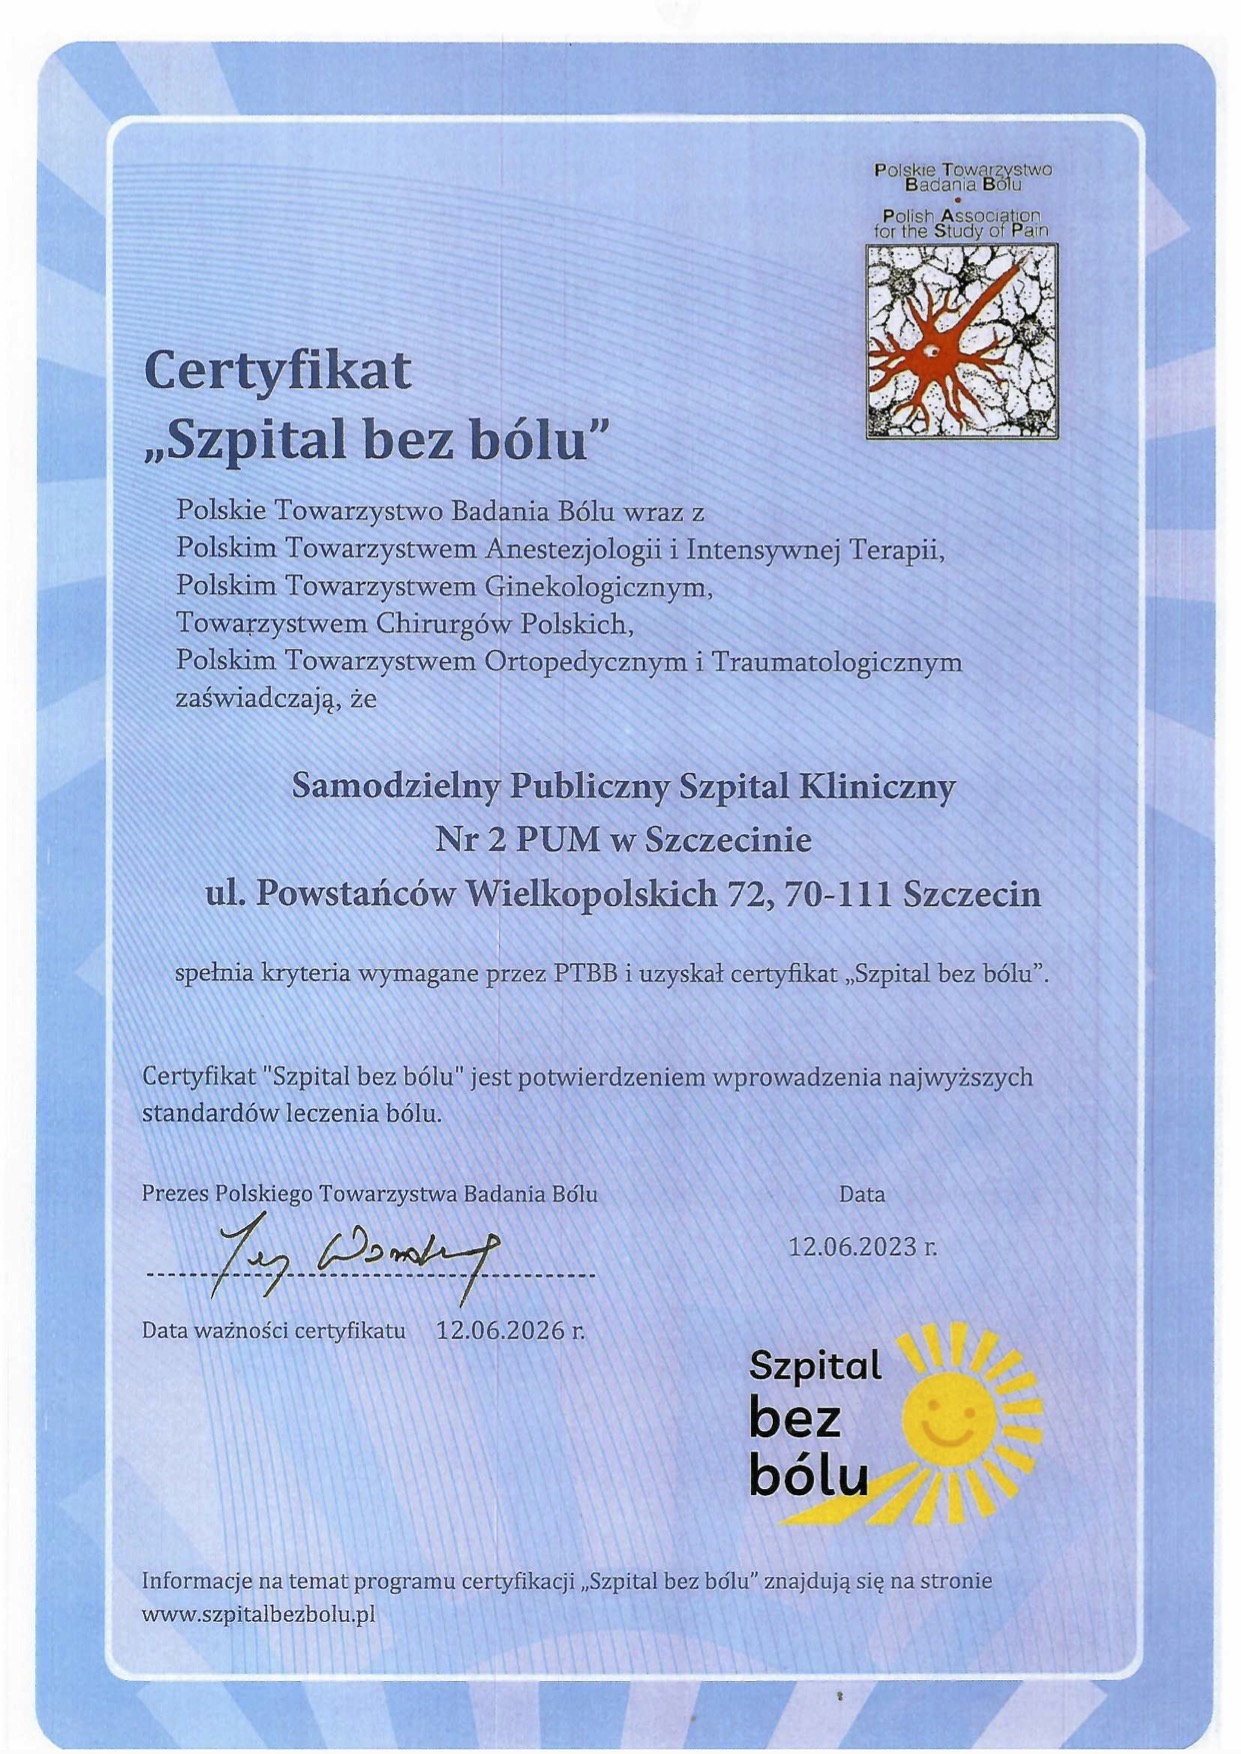 Polskie Towarzystwo
Badania Bólu
•
Polish Association
for the Study of Pain
Certyfikat
„Szpital bez bólu”
Polskie Towarzystwo Badania Bólu wraz z
Polskim Towarzystwem Anestezjologii i Intensywnej Terapii,
Polskim Towarzystwem Ginekologicznym,
Towarzystwem Chirurgów Polskich,
Polskim Towarzystwem Ortopedycznym i Traumatologicznym
zaświadczają, że
Samodzielny Publiczny Szpital Kliniczny
Nr 2 PUM w Szczecinie
ul. Powstańców Wielkopolskich 72, 70-111 Szczecin
spełnia kryteria wymagane przez PTBB i uzyskał certyfikat „Szpital bez bólu”.
Certyfikat "Szpital bez bólu" jest potwierdzeniem wprowadzenia najwyższych
standardów leczenia bólu.
Prezes Polskiego Towarzystwa Badania Bólu
Data
12.06.2023 r.
Data ważności certyfikatu 12.06.2026 r.
Szpital
bez
bólu
Informacje na temat programu certyfikacji „Szpital bez bólu” znajdują się na stronie
www.szpitalbezbolu.pl